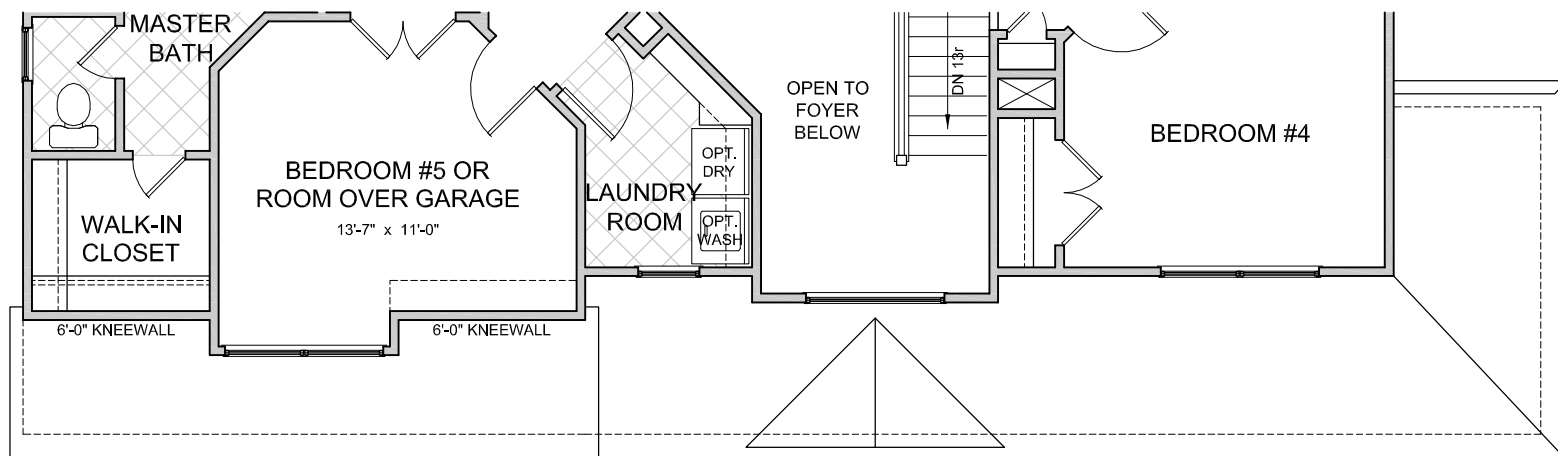 MASTER
BATH
WALK-IN
CLOSET
6'-0" KNEEWALL
BEDROOM #5 OR
ROOM OVER GARAGE
13'-7" x 11'-0"
6'-0" KNEEWALL
LAUNDRY
ROOM
OPT.
DRY
OPT.
WASH
OPEN TO
FOYER
BELOW
DN 13r
BEDROOM #4